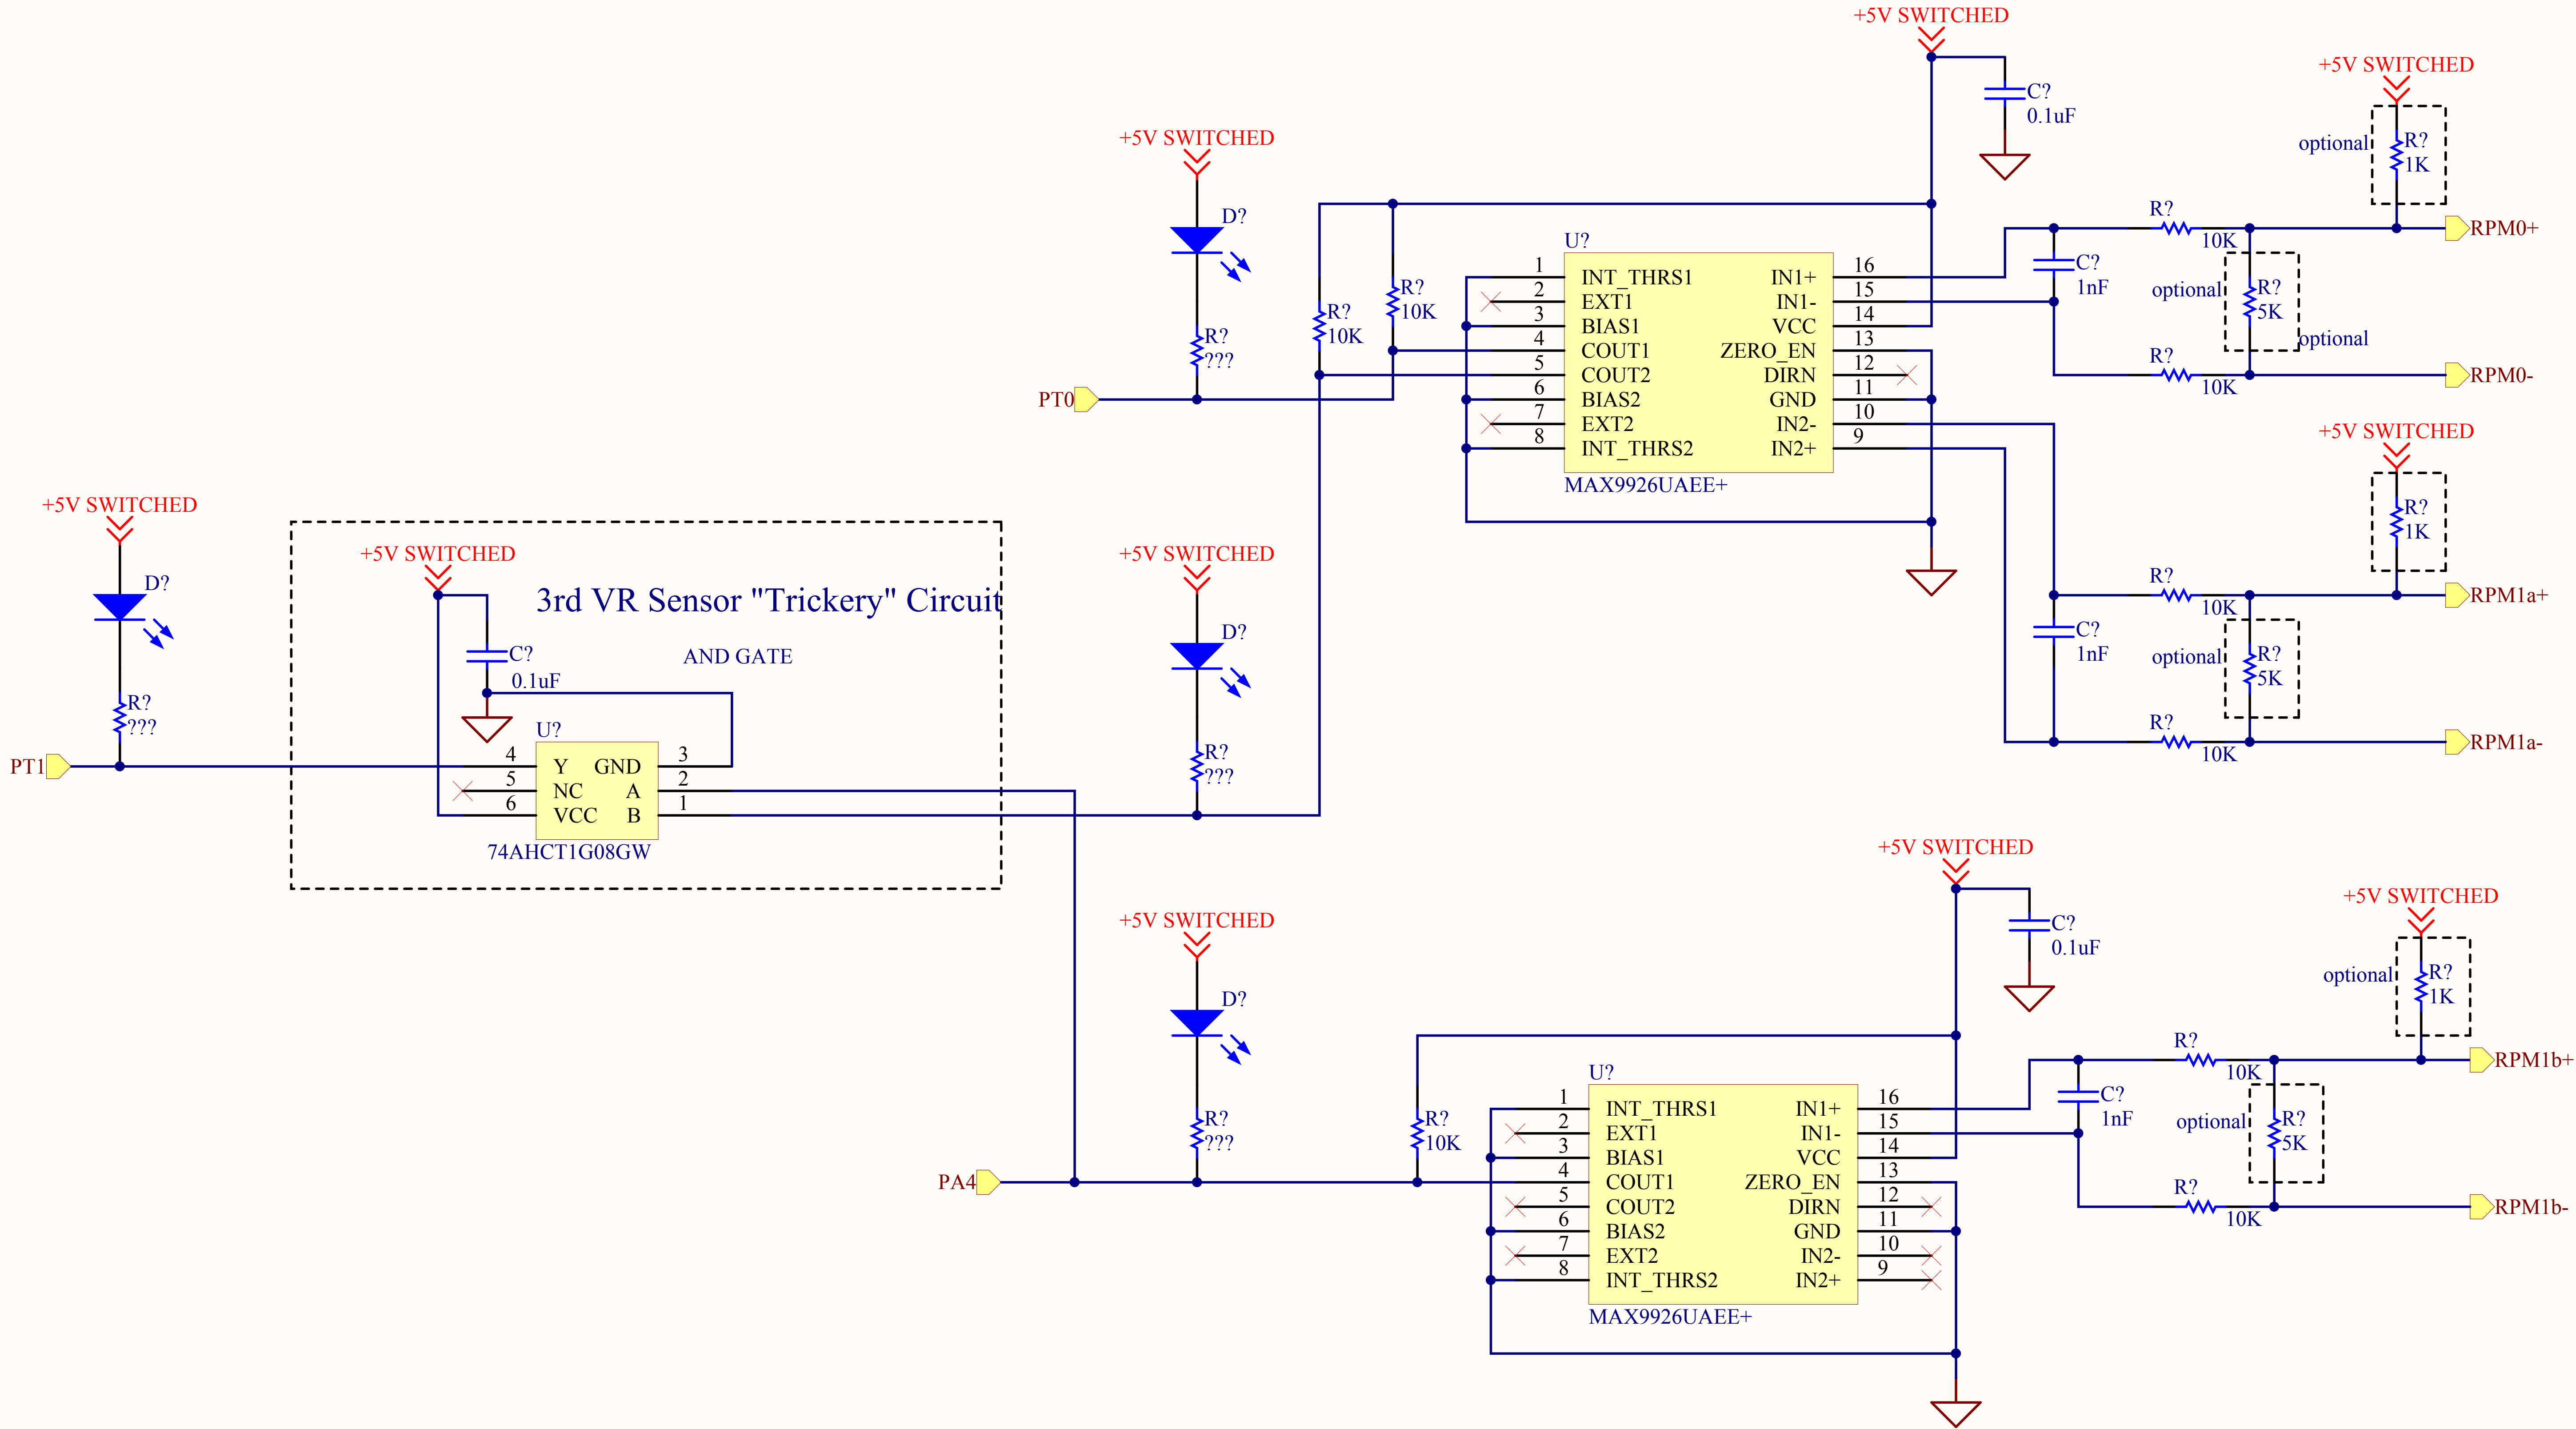 +5V SWITCHED
C?
0.1uF
+5V SWITCHED
optional
R?
1K
+5V SWITCHED
D?
R?
???
PT0
R?
10K
R?
10K
U?
1 INT_THRS1 IN1+ 16
2 EXT1 IN1- 15
3 BIAS1 VCC 14
4 COUT1 ZERO_EN 13
5 COUT2 DIRN 12
6 BIAS2 GND 11
7 EXT2 IN2- 10
8 INT_THRS2 IN2+ 9
MAX9926UAEE+
C?
1nF
R?
10K
RPM0+
optional
R?
5K
optional
R?
10K
RPM0-
+5V SWITCHED
R?
1K
R?
10K
RPM1a+
C?
1nF
optional
R?
5K
R?
10K
RPM1a-
+5V SWITCHED
D?
R?
???
PT1
+5V SWITCHED
3rd VR Sensor "Trickery" Circuit
AND GATE
C?
0.1uF
U?
4 Y GND 3
5 NC A 2
6 VCC B 1
74AHCT1G08GW
+5V SWITCHED
D?
R?
???
+5V SWITCHED
D?
R?
???
PA4
R?
10K
+5V SWITCHED
C?
0.1uF
U?
1 INT_THRS1 IN1+ 16
2 EXT1 IN1- 15
3 BIAS1 VCC 14
4 COUT1 ZERO_EN 13
5 COUT2 DIRN 12
6 BIAS2 GND 11
7 EXT2 IN2- 10
8 INT_THRS2 IN2+ 9
MAX9926UAEE+
+5V SWITCHED
optional
R?
1K
R?
10K
RPM1b+
C?
1nF
optional
R?
5K
R?
10K
RPM1b-